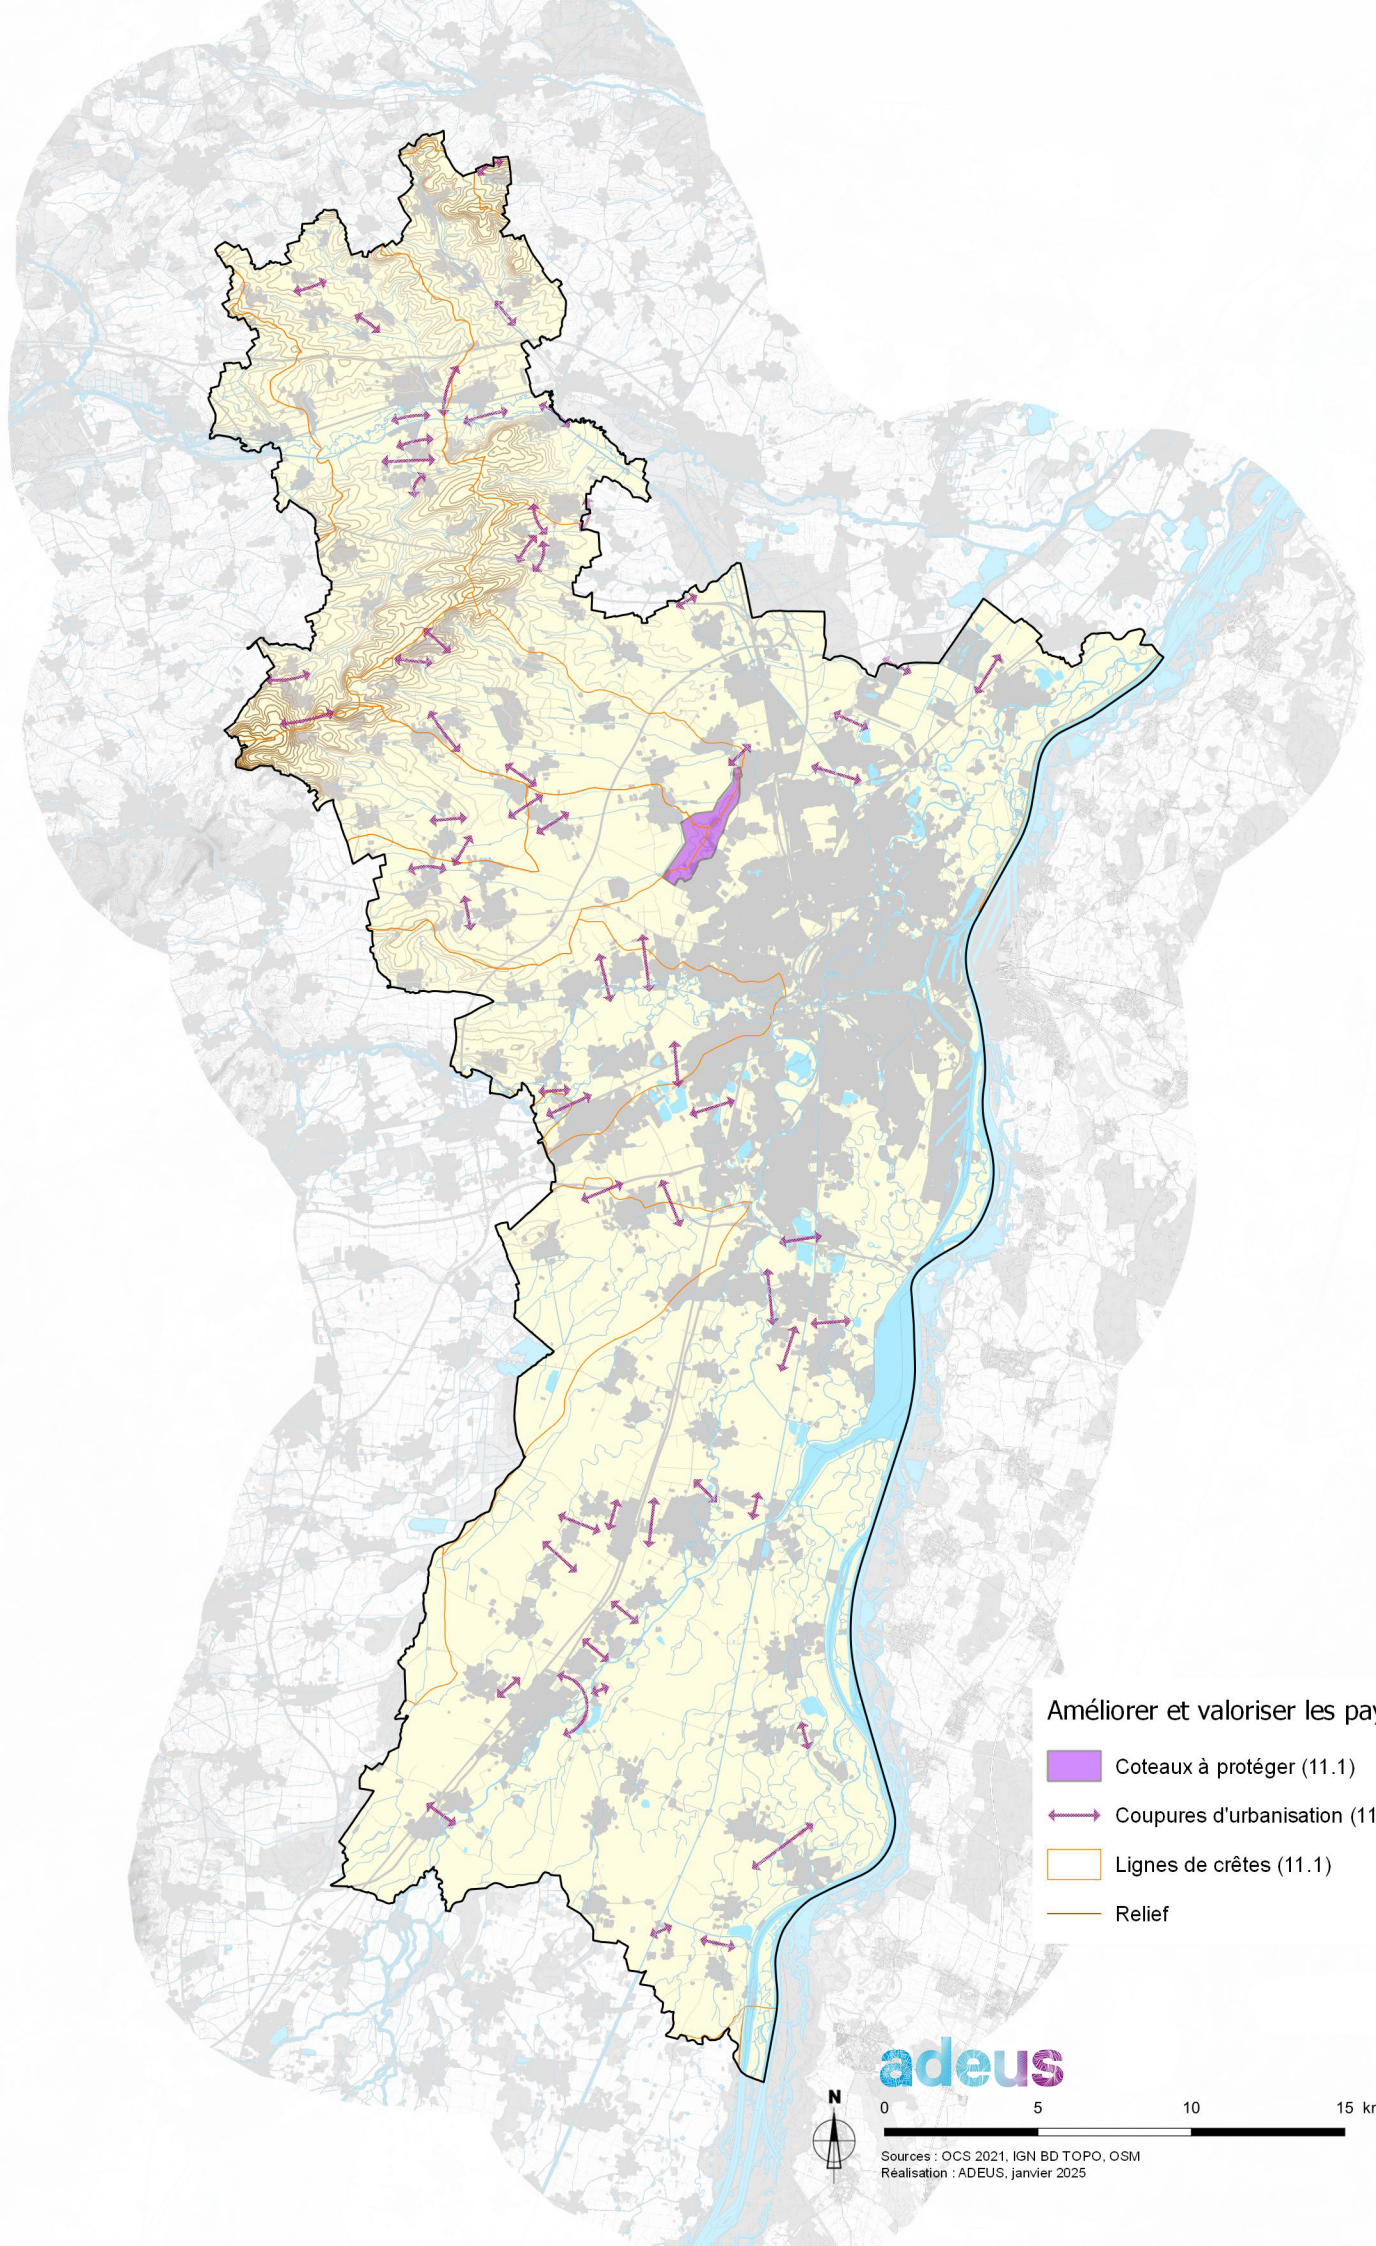 Améliorer et valoriser les pay
Coteaux à protéger (11.1)
Coupures d'urbanisation (11
Lignes de crêtes (11.1)
Relief
adeus
N
0 5 10 15 km
Sources : OCS 2021, IGN BD TOPO, OSM
Réalisation : ADEUS, janvier 2025